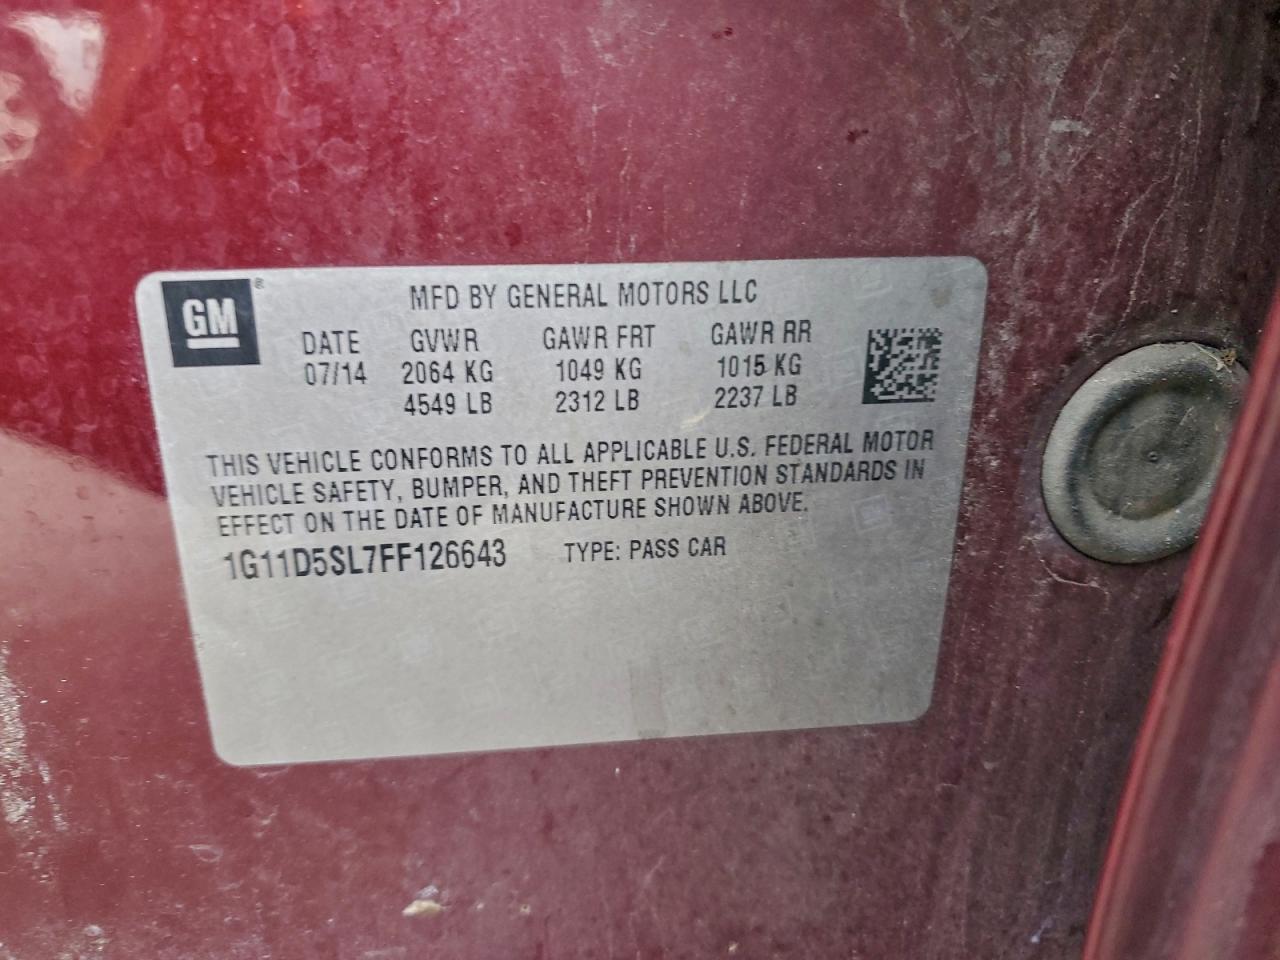 GM ®
MFD BY GENERAL MOTORS LLC
DATE GVWR GAWR FRT GAWR RR
07/14 2064 KG 1049 KG 1015 KG
4549 LB 2312 LB 2237 LB
THIS VEHICLE CONFORMS TO ALL APPLICABLE U.S. FEDERAL MOTOR
VEHICLE SAFETY, BUMPER, AND THEFT PREVENTION STANDARDS IN
EFFECT ON THE DATE OF MANUFACTURE SHOWN ABOVE.
1G11D5SL7FF126643 TYPE: PASS CAR